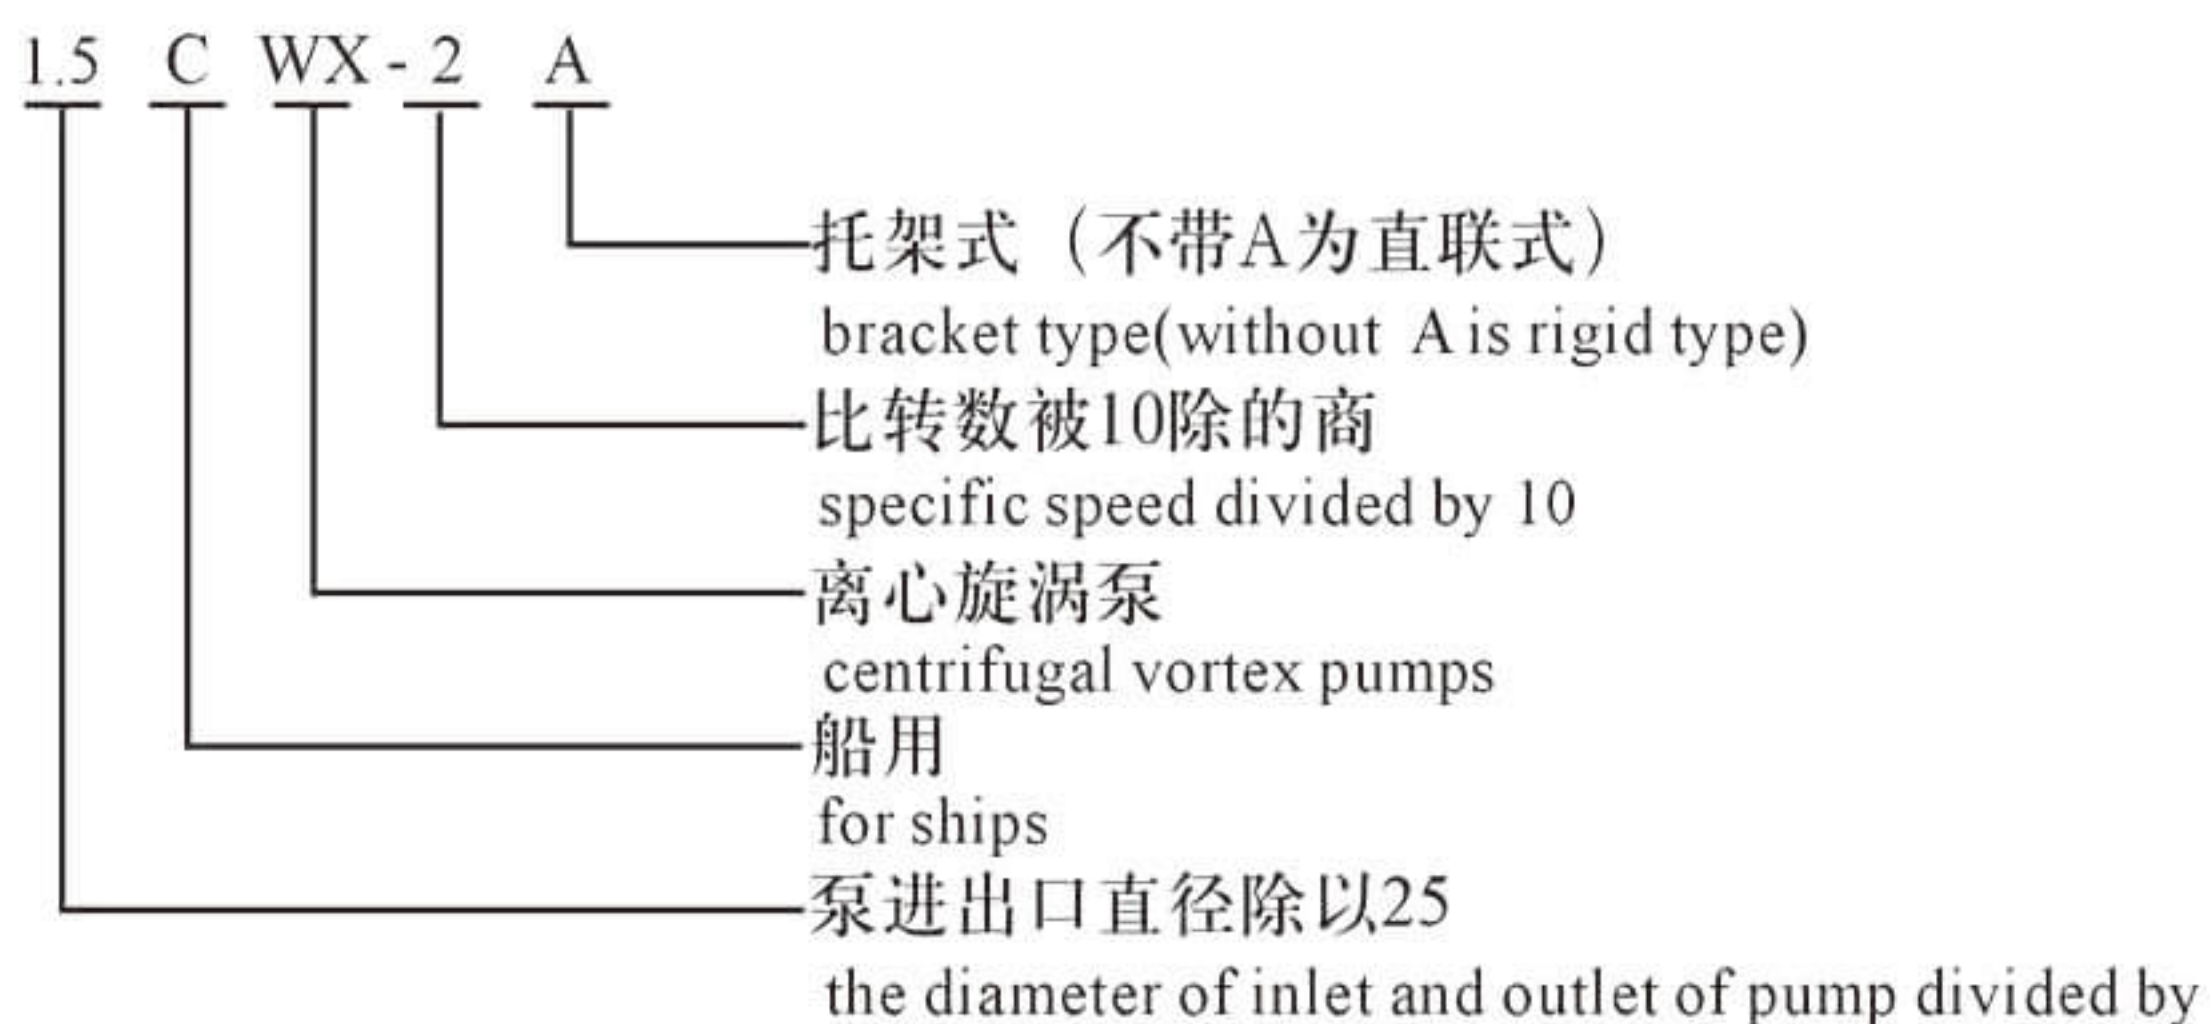 1.5 C WX - 2 A
托架式（不带A为直联式）
bracket type(without A is rigid type)
比转数被10除的商
specific speed divided by 10
离心旋涡泵
centrifugal vortex pumps
船用
for ships
泵进出口直径除以25
the diameter of inlet and outlet of pump divided by